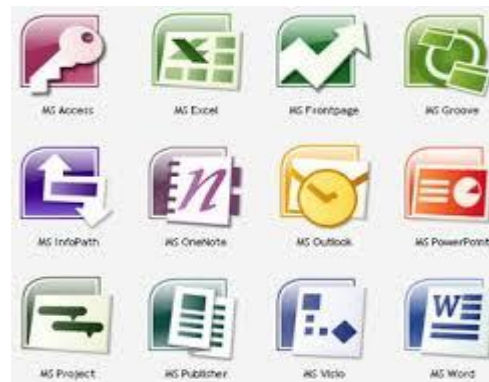 MS Access
MS Excel
MS Frontpage
MS Groove
MS InfoPath
n
MS OneNote
MS Outlook
MS PowerPoint
MS Project
MS Publisher
MS Visio
W
MS Word